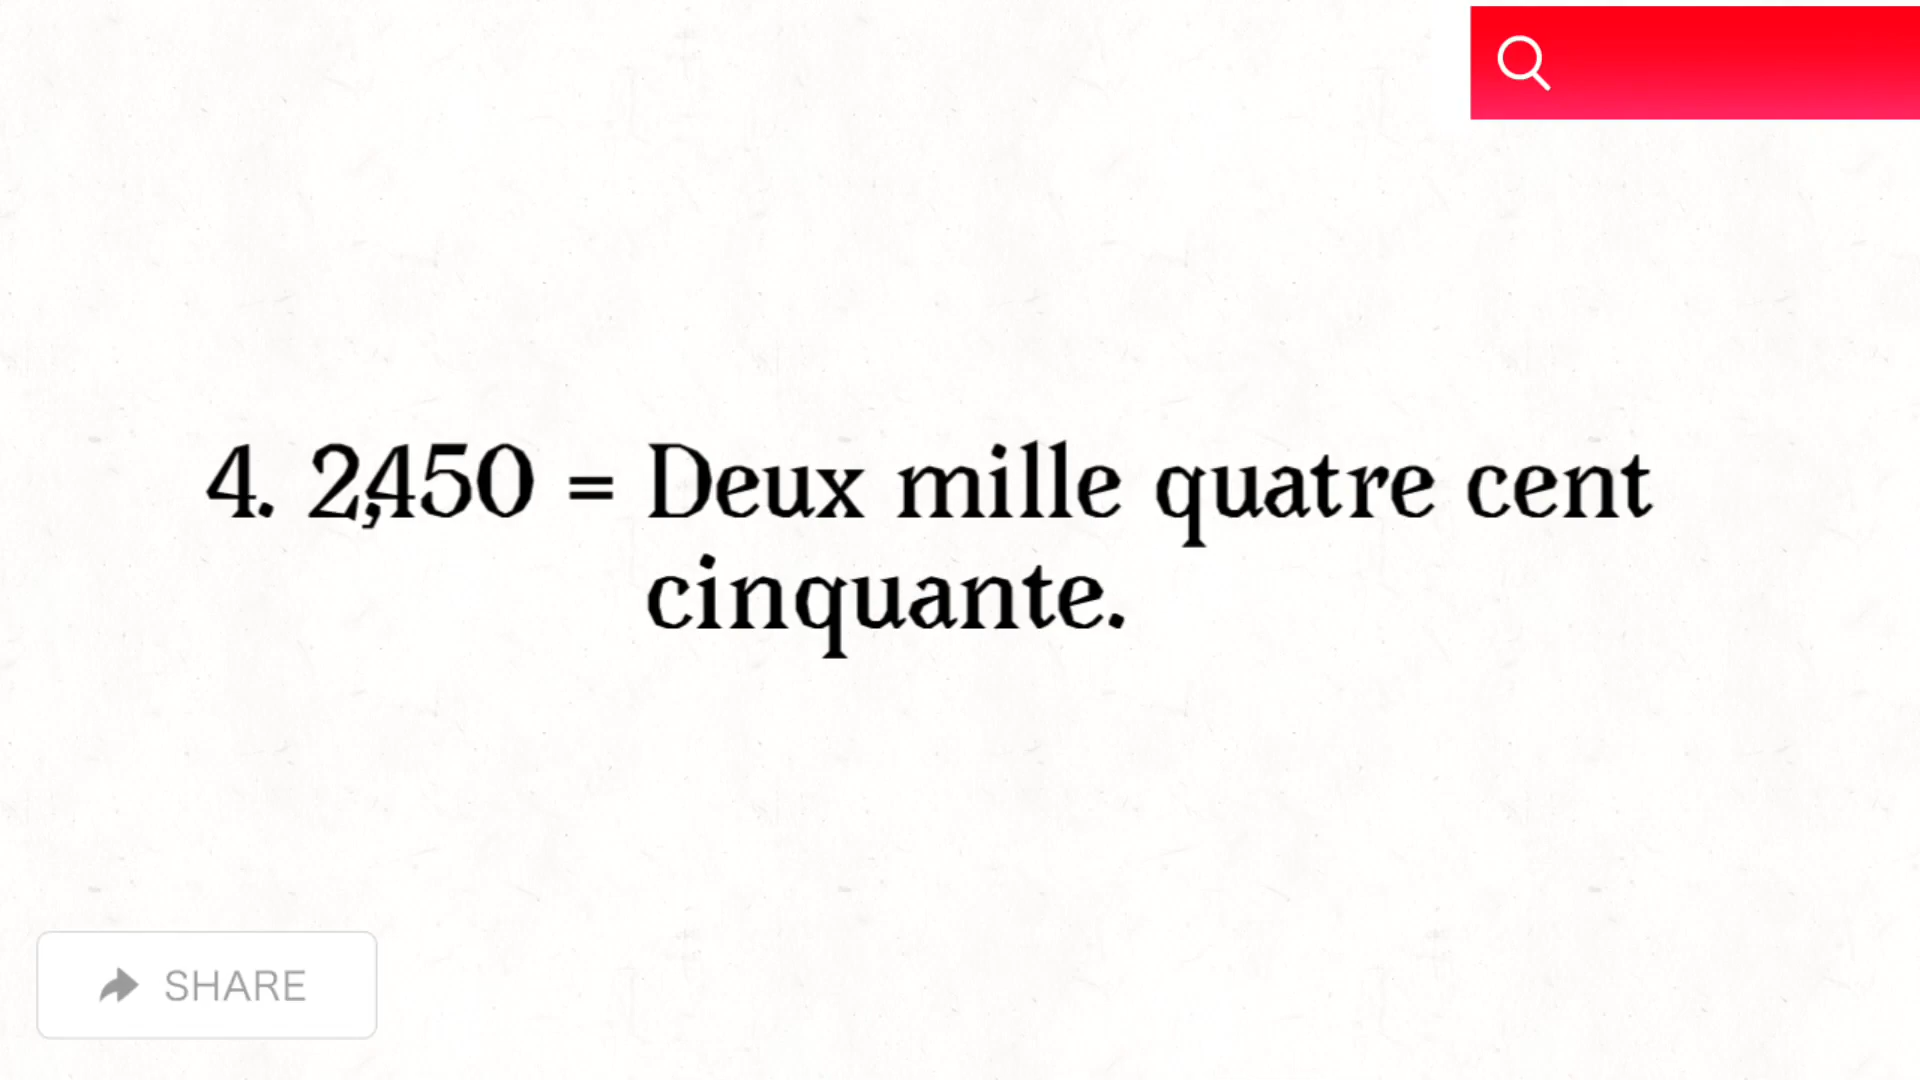 4. 2,450 = Deux mille quatre cent
cinquante.
SHARE